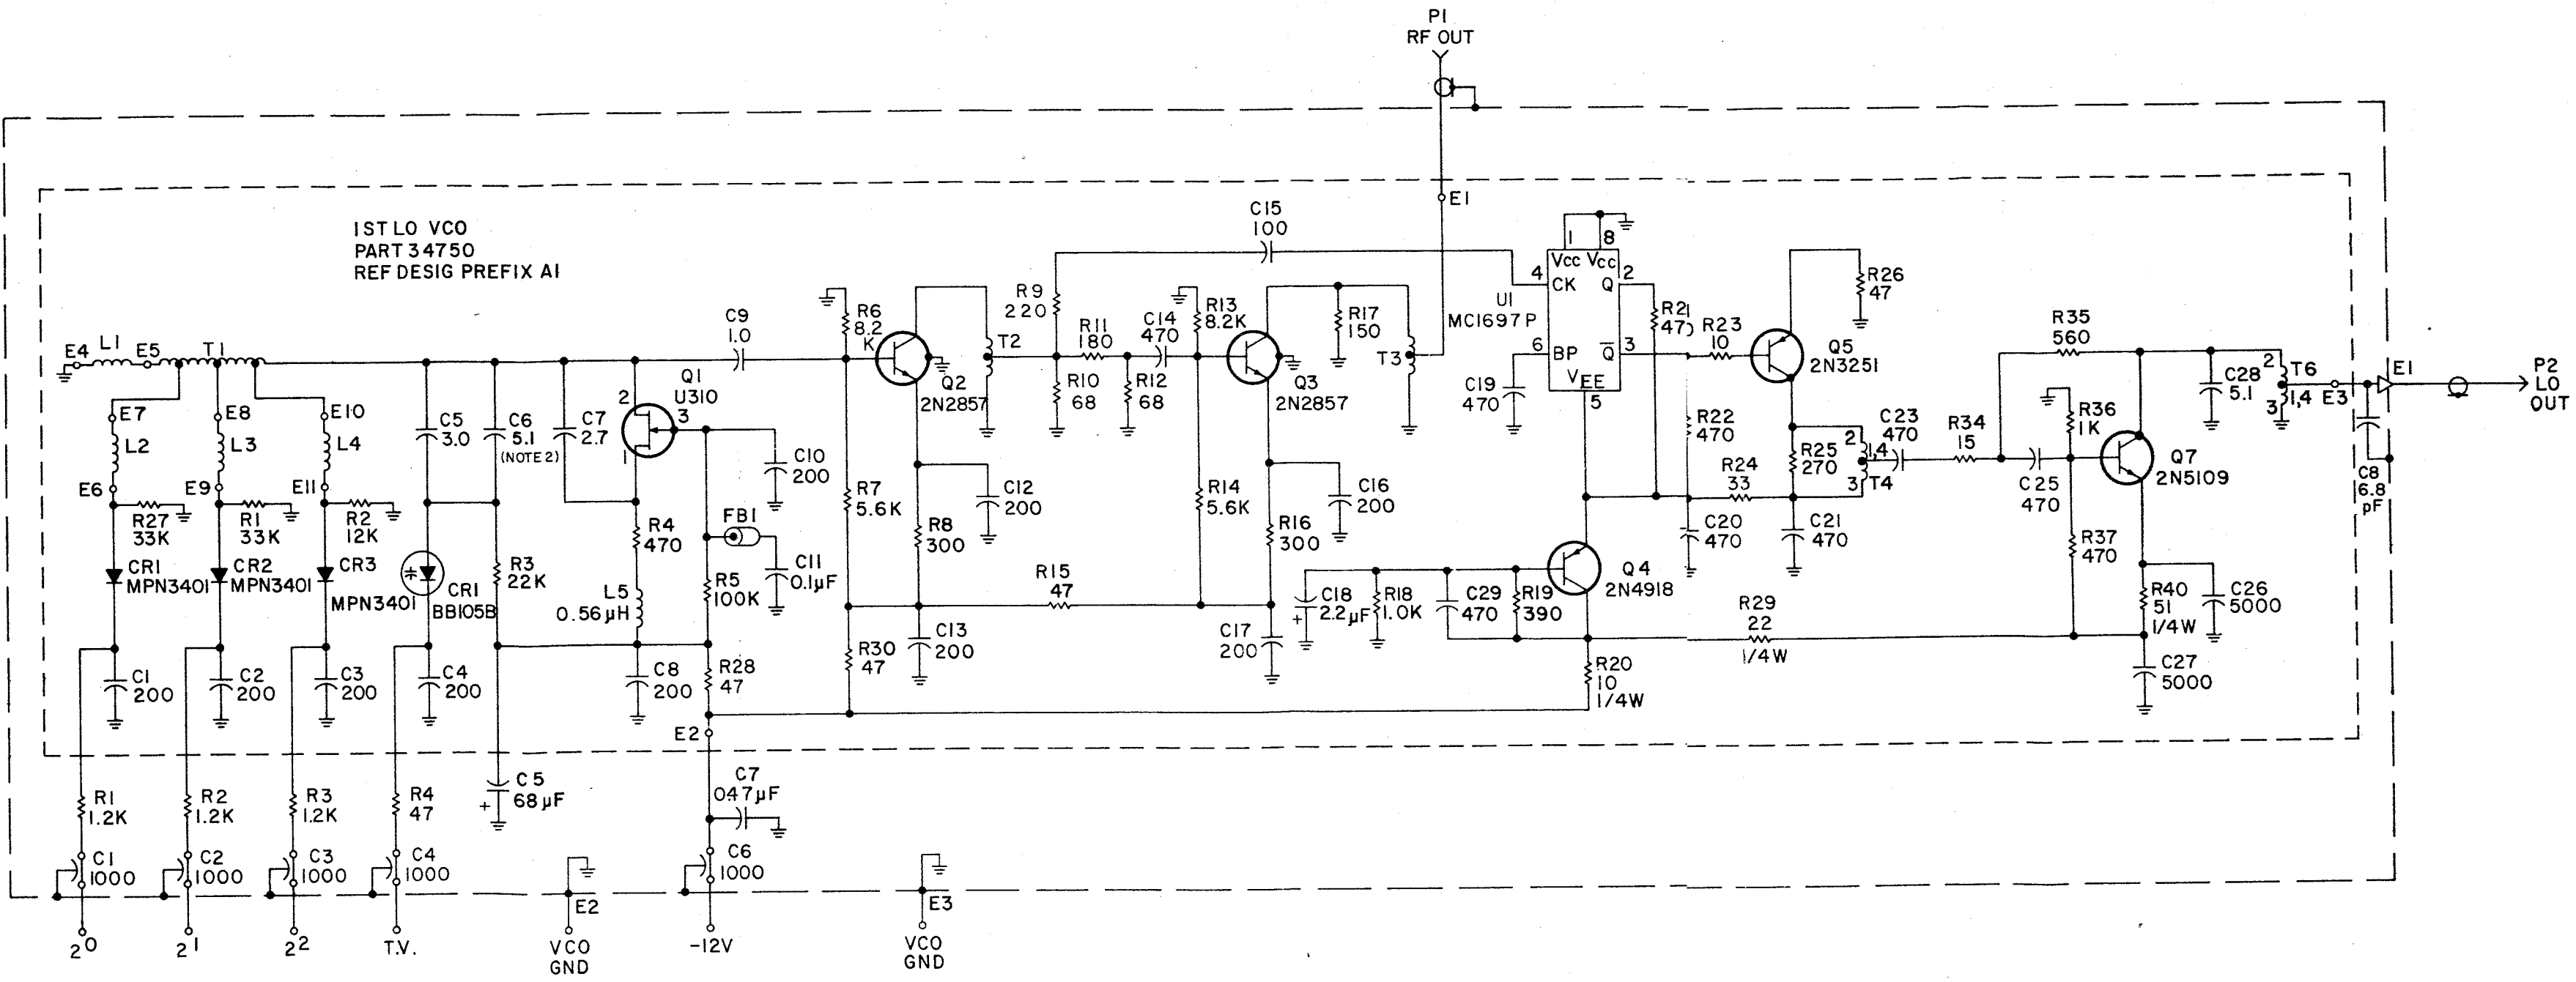 P1
RF OUT
E1
1ST LO VCO
PART 34750
REF DESIG PREFIX A1
C15
100
1
8
VCC VCC
4
2
CK
Q
U1
MC1697P
6
BP
Q̅
3
VEE
5
R26
47
R9
220
R6
8.2
K
C9
1.0
T2
R11
180
C14
470
R13
8.2K
R17
150
T3
R21
47
R23
10
Q5
2N3251
R35
560
E4
L1
E5
T1
E7
E8
E10
L2
L3
L4
E6
E9
E11
C5
3.0
C6
5.1
(NOTE 2)
C7
2.7
2
Q1
U310
3
1
Q2
2N2857
R10
68
R12
68
Q3
2N2857
C19
470
R22
470
R25
270
2
1,4
3
T4
C23
470
R34
15
R36
1K
C28
5.1
2
T6
1,4
3
E3
E1
P2
LO
OUT
C8
6.8
pF
Q7
2N5109
C25
470
R27
33K
R1
33K
R2
12K
C10
200
R7
5.6K
C12
200
R14
5.6K
C16
200
R24
33
C20
470
C21
470
R37
470
CR1
MPN3401
CR2
MPN3401
CR3
MPN3401
CR1
BB105B
R3
22K
R4
470
L5
0.56µH
FB1
R5
100K
C11
0.1µF
R8
300
R16
300
R15
47
C18
2.2µF
+
R18
1.0K
C29
470
R19
390
Q4
2N4918
R29
22
1/4W
R40
51
1/4W
C26
5000
C27
5000
C1
200
C2
200
C3
200
C4
200
C8
200
R28
47
R30
47
C13
200
C17
200
R20
10
1/4W
E2
R1
1.2K
R2
1.2K
R3
1.2K
R4
47
C5
68µF
+
C7
0.47µF
C1
1000
C2
1000
C3
1000
C4
1000
C6
1000
E2
E3
2⁰
2¹
2²
T.V.
VCO
GND
-12V
VCO
GND